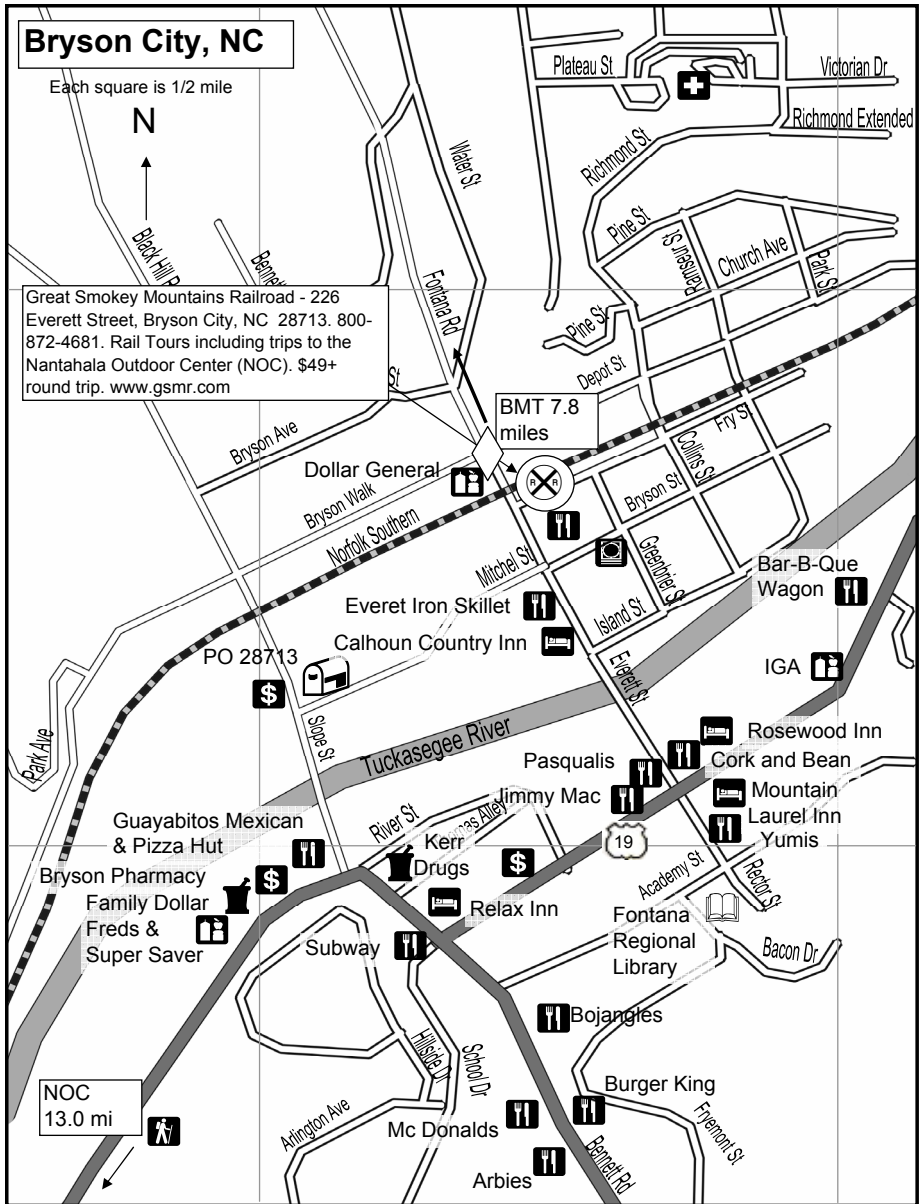 Bryson City, NC
Each square is 1/2 mile
N
Plateau St
Victorian Dr
Richmond Extended
Richmond St
Water St
Pine St
Ramseur St
Church Ave
Park St
Black Hill R
Bennett
Fontana Rd
Great Smokey Mountains Railroad - 226
Everett Street, Bryson City, NC 28713. 800-
872-4681. Rail Tours including trips to the
Nantahala Outdoor Center (NOC). $49+
round trip. www.gsmr.com
St
Pine St
Depot St
BMT 7.8
miles
Bryson Ave
Fry St
Collins St
Dollar General
R R
Bryson St
Bryson Walk
Norfolk Southern
Mitchel St
Greenbrier St
Bar-B-Que
Wagon
Everet Iron Skillet
Island St
Calhoun Country Inn
PO 28713
$
IGA
Everett St
Slope St
Park Ave
Tuckasegee River
Rosewood Inn
Pasqualis
Cork and Bean
Jimmy Mac
Mountain
Laurel Inn
Yumis
19
River St
mas Alley
Guayabitos Mexican
& Pizza Hut
Kerr
Drugs
$
Bryson Pharmacy
$
Family Dollar
Freds &
Super Saver
Academy St
Rector St
Relax Inn
Fontana
Regional
Library
Subway
Bacon Dr
Bojangles
Hillside Dr
School Dr
NOC
13.0 mi
Burger King
Arlington Ave
Mc Donalds
Fryemont St
Arbies
Bennett Rd